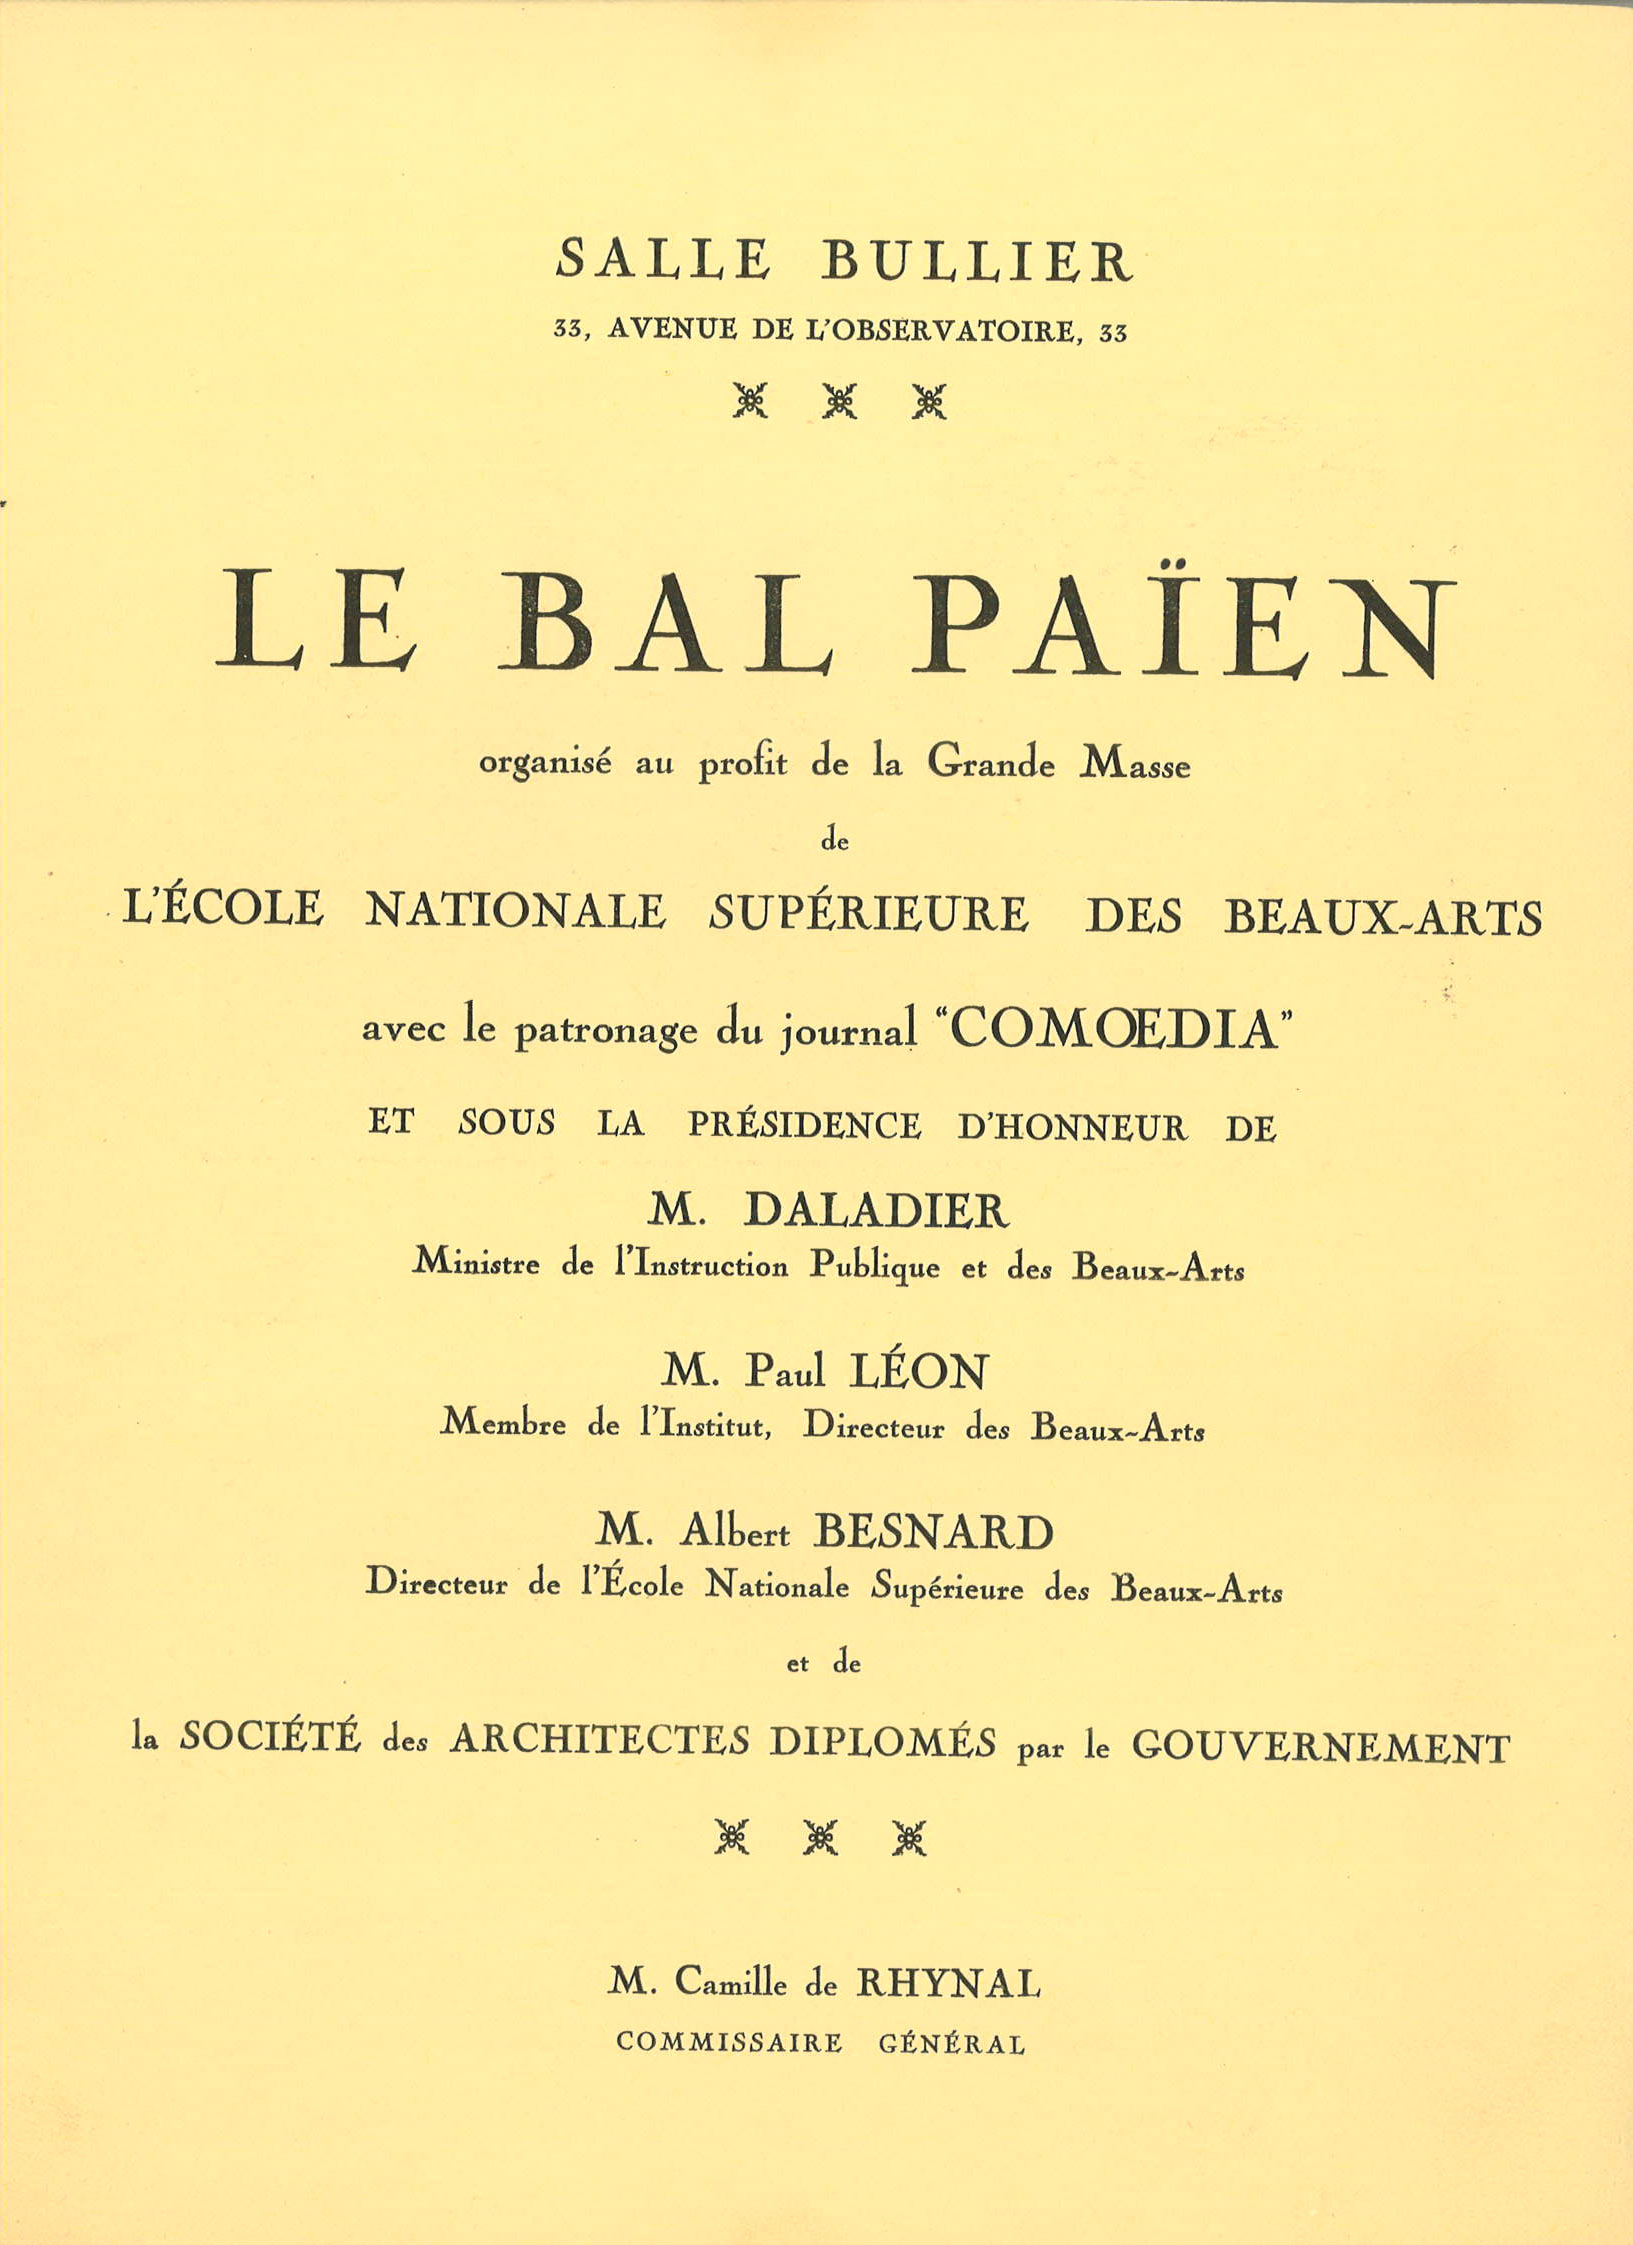 SALLE BULLIER
33, AVENUE DE L'OBSERVATOIRE, 33
LE BAL PAÏEN
organisé au profit de la Grande Masse
de
L'ÉCOLE NATIONALE SUPÉRIEURE DES BEAUX-ARTS
avec le patronage du journal "COMŒDIA"
ET SOUS LA PRÉSIDENCE D'HONNEUR DE
M. DALADIER
Ministre de l'Instruction Publique et des Beaux-Arts
M. Paul LÉON
Membre de l'Institut, Directeur des Beaux-Arts
M. Albert BESNARD
Directeur de l'École Nationale Supérieure des Beaux-Arts
et de
la SOCIÉTÉ des ARCHITECTES DIPLOMÉS par le GOUVERNEMENT
M. Camille de RHYNAL
COMMISSAIRE GÉNÉRAL